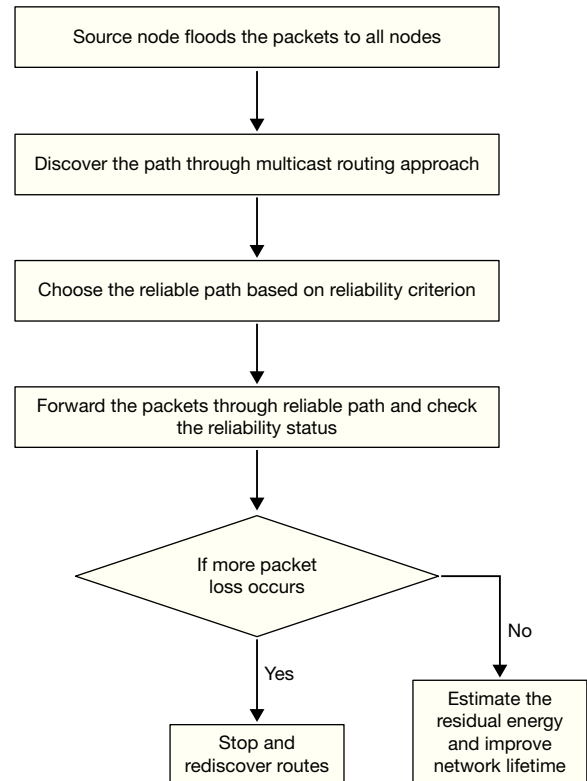 Source node floods the packets to all nodes
Discover the path through multicast routing approach
Choose the reliable path based on reliability criterion
Forward the packets through reliable path and check
the reliability status
If more packet
loss occurs
No
Yes
Estimate the
residual energy
and improve
network lifetime
Stop and
rediscover routes